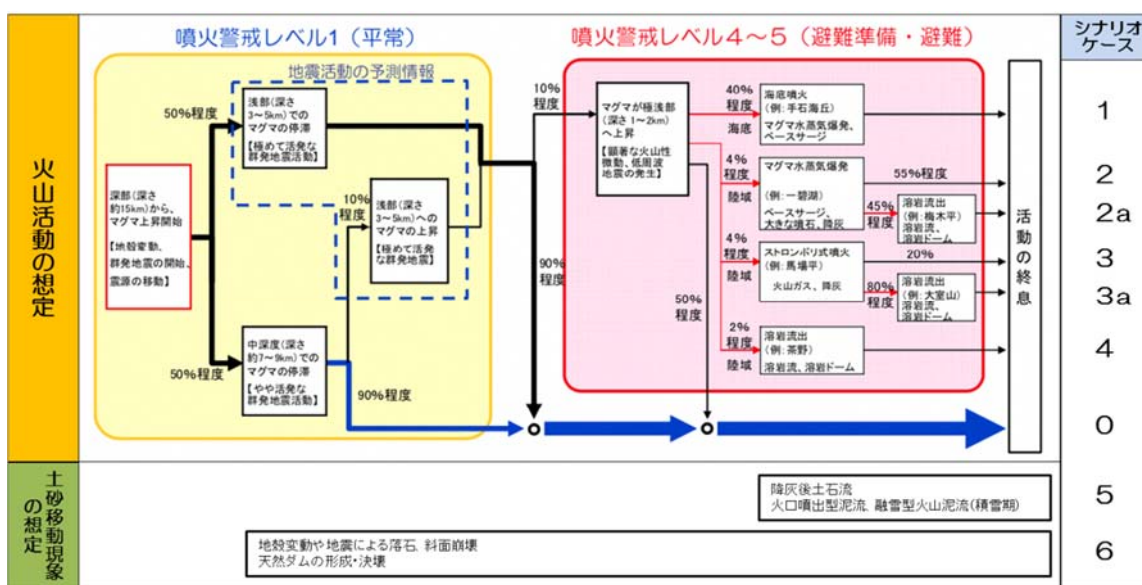 噴火警戒レベル1（平常）
噴火警戒レベル4～5（避難準備・避難）
シナリオ
ケース
火山活動の想定
地震活動の予測情報
深部（深さ
約15km）から、
マグマ上昇開始
【地殻変動、
群発地震の開始、
震源の移動】
50%程度
浅部（深さ
3～5km）での
マグマの停滞
【極めて活発な
群発地震活動】
10%
程度
浅部（深さ
3～5km）への
マグマの上昇
【極めて活発
な群発地震】
50%程度
中深度（深さ
約7～9km）での
マグマの停滞
【やや活発な
群発地震活動】
90%程度
90%
程度
10%
程度
マグマが極浅部
（深さ 1～2km）
へ上昇
【顕著な火山性
微動、低周波
地震の発生】
50%
程度
40%
程度
海底
海底噴火
（例：手石海丘）
マグマ水蒸気爆発、
ベースサージ
4%
程度
陸域
マグマ水蒸気爆発
（例：一碧湖）
ベースサージ、
大きな噴石、降灰
55%程度
45%
程度
溶岩流出
（例：梅木平）
溶岩流、
溶岩ドーム
4%
程度
陸域
ストロンボリ式噴火
（例：馬場平）
火山ガス、降灰
20%
80%
程度
溶岩流出
（例：大室山）
溶岩流、
溶岩ドーム
2%
程度
陸域
溶岩流出
（例：茶野）
溶岩流、溶岩ドーム
活動の終息
1
2
2a
3
3a
4
0
土砂移動現象
の想定
降灰後土石流
火口噴出型泥流、融雪型火山泥流（積雪期）
5
地殻変動や地震による落石、斜面崩壊
天然ダムの形成・決壊
6